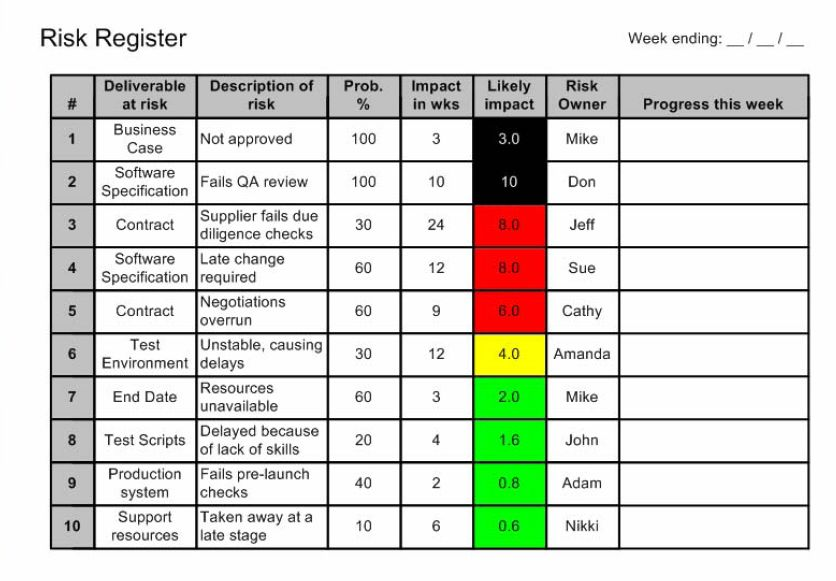 Risk Register
Week ending: __ / __ / __
# Deliverable at risk Description of risk Prob. % Impact in wks Likely impact Risk Owner Progress this week
1 Business Case Not approved 100 3 3.0 Mike
2 Software Specification Fails QA review 100 10 10 Don
3 Contract Supplier fails due diligence checks 30 24 8.0 Jeff
4 Software Specification Late change required 60 12 8.0 Sue
5 Contract Negotiations overrun 60 9 6.0 Cathy
6 Test Environment Unstable, causing delays 30 12 4.0 Amanda
7 End Date Resources unavailable 60 3 2.0 Mike
8 Test Scripts Delayed because of lack of skills 20 4 1.6 John
9 Production system Fails pre-launch checks 40 2 0.8 Adam
10 Support resources Taken away at a late stage 10 6 0.6 Nikki